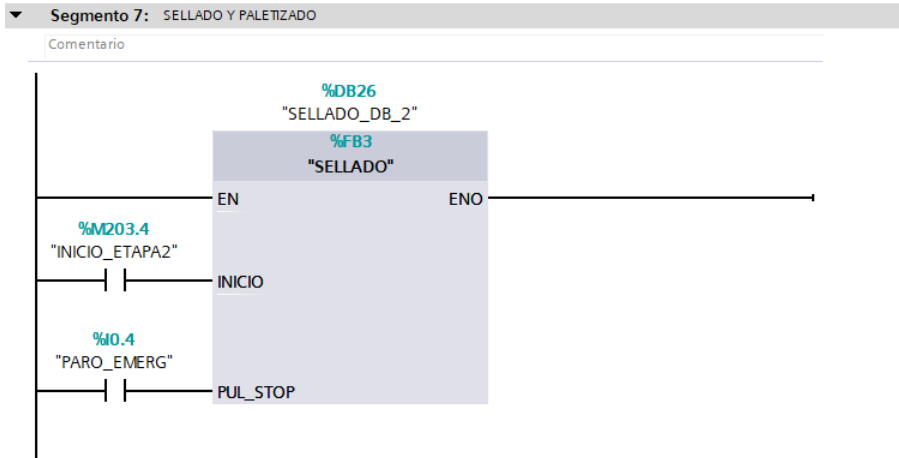 Segmento 7: SELLADO Y PALETIZADO
Comentario
%DB26
"SELLADO_DB_2"
%FB3
"SELLADO"
EN ENO
%M203.4
"INICIO_ETAPA2"
INICIO
%I0.4
"PARO_EMERG"
PUL_STOP